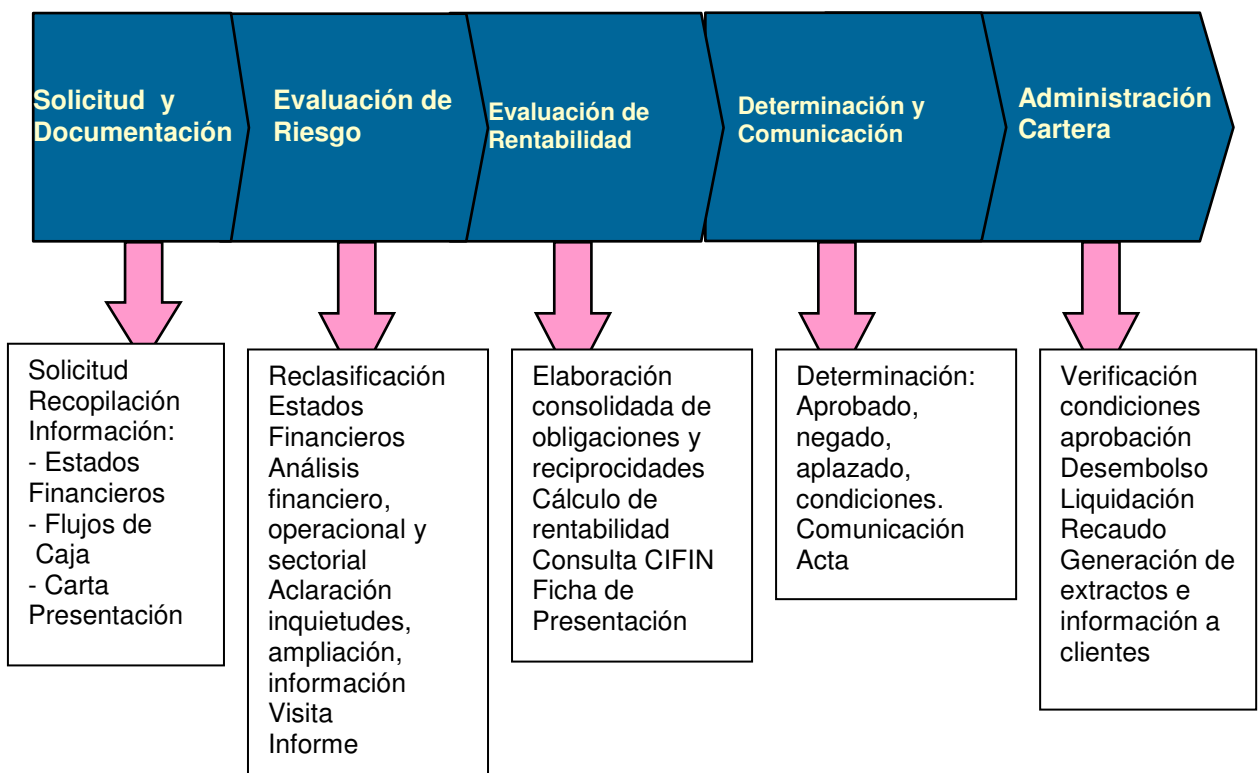 Solicitud y
Documentación
Evaluación de
Riesgo
Evaluación de
Rentabilidad
Determinación y
Comunicación
Administración
Cartera
Solicitud
Recopilación
Información:
- Estados
Financieros
- Flujos de
Caja
- Carta
Presentación
Reclasificación
Estados
Financieros
Análisis
financiero,
operacional y
sectorial
Aclaración
inquietudes,
ampliación,
información
Visita
Informe
Elaboración
consolidada de
obligaciones y
reciprocidades
Cálculo de
rentabilidad
Consulta CIFIN
Ficha de
Presentación
Determinación:
Aprobado,
negado,
aplazado,
condiciones.
Comunicación
Acta
Verificación
condiciones
aprobación
Desembolso
Liquidación
Recaudo
Generación de
extractos e
información a
clientes